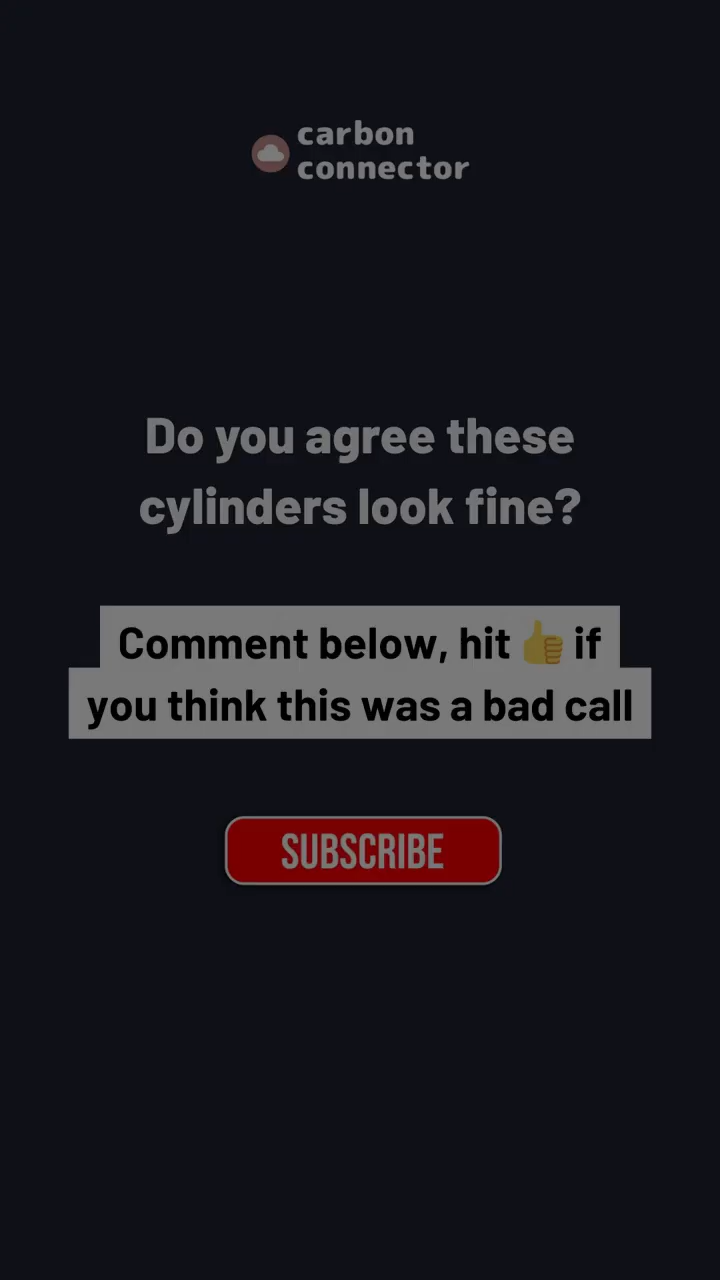 carbon
connector
Do you agree these
cylinders look fine?
Comment below, hit 👍 if
you think this was a bad call
SUBSCRIBE